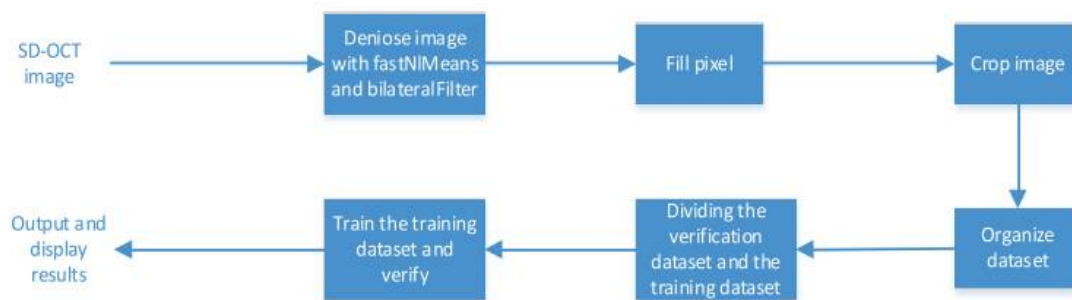 SD-OCT
image
Deniose image
with fastNlMeans
and bilateralFilter
Fill pixel
Crop image
Organize
dataset
Dividing the
verification
dataset and the
training dataset
Train the training
dataset and
verify
Output and
display
results